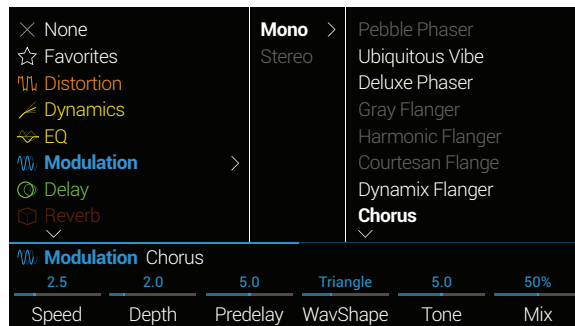 None
Favorites
Distortion
Dynamics
EQ
Modulation
Delay
Reverb
Mono
Stereo
Pebble Phaser
Ubiquitous Vibe
Deluxe Phaser
Gray Flanger
Harmonic Flanger
Courtesan Flange
Dynamix Flanger
Chorus
Modulation Chorus
2.5 2.0 5.0 Triangle 5.0 50%
Speed Depth Predelay WavShape Tone Mix